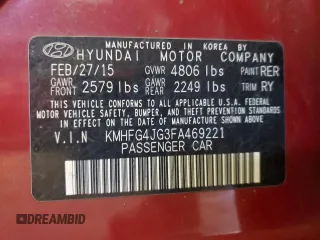 MANUFACTURED IN KOREA BY
HYUNDAI MOTOR COMPANY
FEB/27/15 GVWR 4806 lbs PAINT RER
GAWR FRONT 2579 lbs GAWR REAR 2249 lbs TRIM RY
THIS VEHICLE CONFORMS TO ALL APPLICABLE U.S.A. FEDERAL
MOTOR VEHICLE SAFETY, BUMPER, AND THEFT PREVENTION
STANDARDS IN EFFECT ON THE DATE OF MANUFACTURE SHOWN ABOVE.
V.I.N KMHFG4JG3FA469221
PASSENGER CAR
DREAMBID